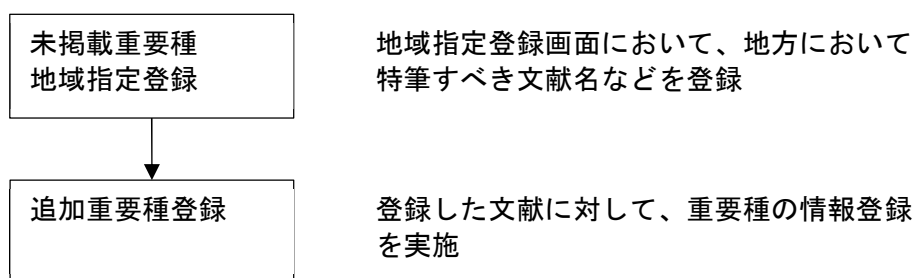 未掲載重要種
地域指定登録
地域指定登録画面において、地方において
特筆すべき文献名などを登録
追加重要種登録
登録した文献に対して、重要種の情報登録
を実施